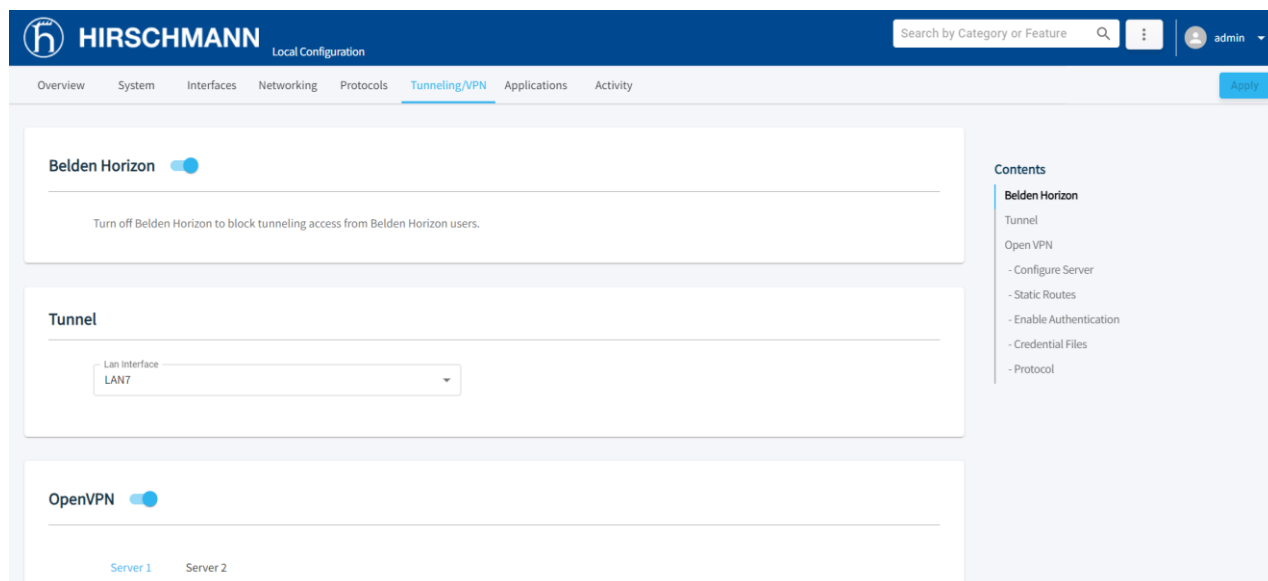 HIRSCHMANN
Local Configuration
Search by Category or Feature
admin
Overview System Interfaces Networking Protocols Tunneling/VPN Applications Activity
Apply
Belden Horizon
Turn off Belden Horizon to block tunneling access from Belden Horizon users.
Tunnel
Lan Interface
LAN7
OpenVPN
Server 1 Server 2
Contents
Belden Horizon
Tunnel
Open VPN
- Configure Server
- Static Routes
- Enable Authentication
- Credential Files
- Protocol